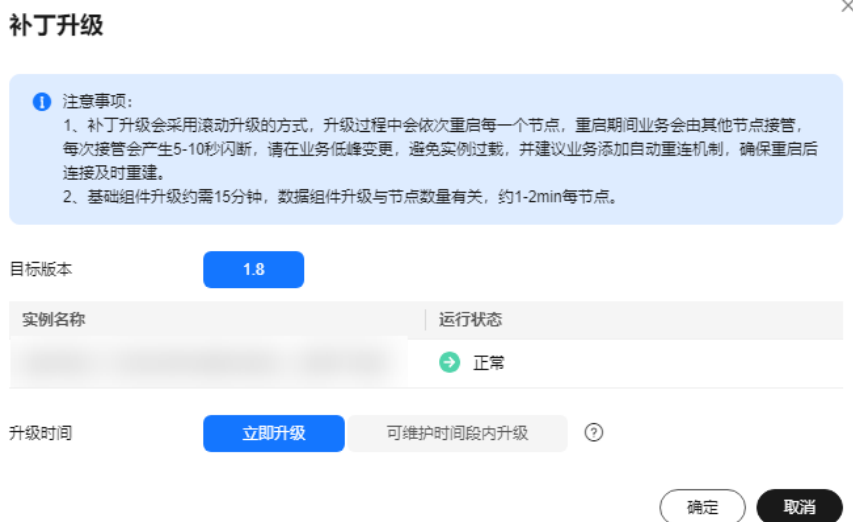 补丁升级
注意事项：
1、补丁升级会采用滚动升级的方式，升级过程中会依次重启每一个节点，重启期间业务会由其他节点接管，
每次接管会产生5-10秒闪断，请在业务低峰变更，避免实例过载，并建议业务添加自动重连机制，确保重启后
连接及时重建。
2、基础组件升级约需15分钟，数据组件升级与节点数量有关，约1-2min每节点。
目标版本 1.8
实例名称 运行状态
正常
升级时间 立即升级 可维护时间段内升级
确定 取消